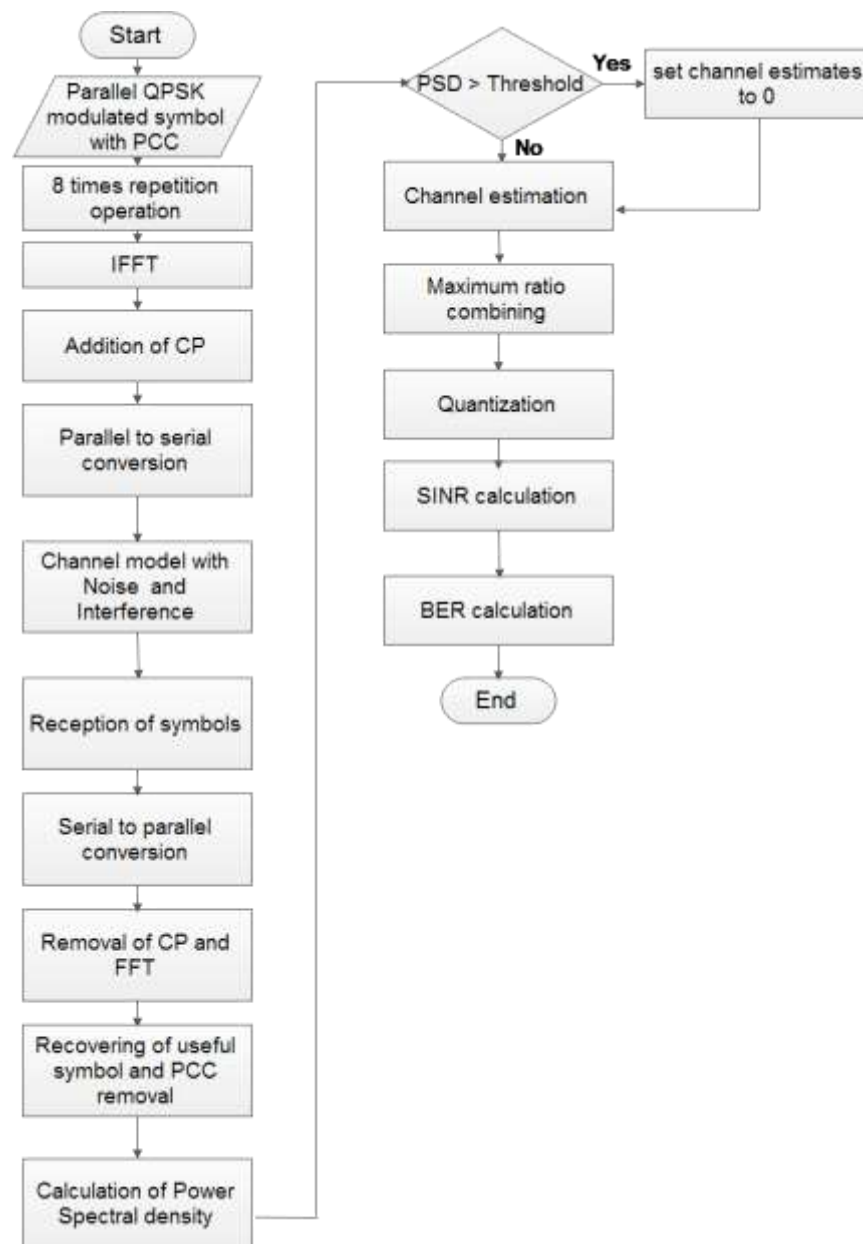 Start
Parallel QPSK
modulated symbol
with PCC
8 times repetition
operation
IFFT
Addition of CP
Parallel to serial
conversion
Channel model with
Noise and
Interference
Reception of symbols
Serial to parallel
conversion
Removal of CP and
FFT
Recovering of useful
symbol and PCC
removal
Calculation of Power
Spectral density
PSD > Threshold
Yes
set channel estimates
to 0
No
Channel estimation
Maximum ratio
combining
Quantization
SINR calculation
BER calculation
End